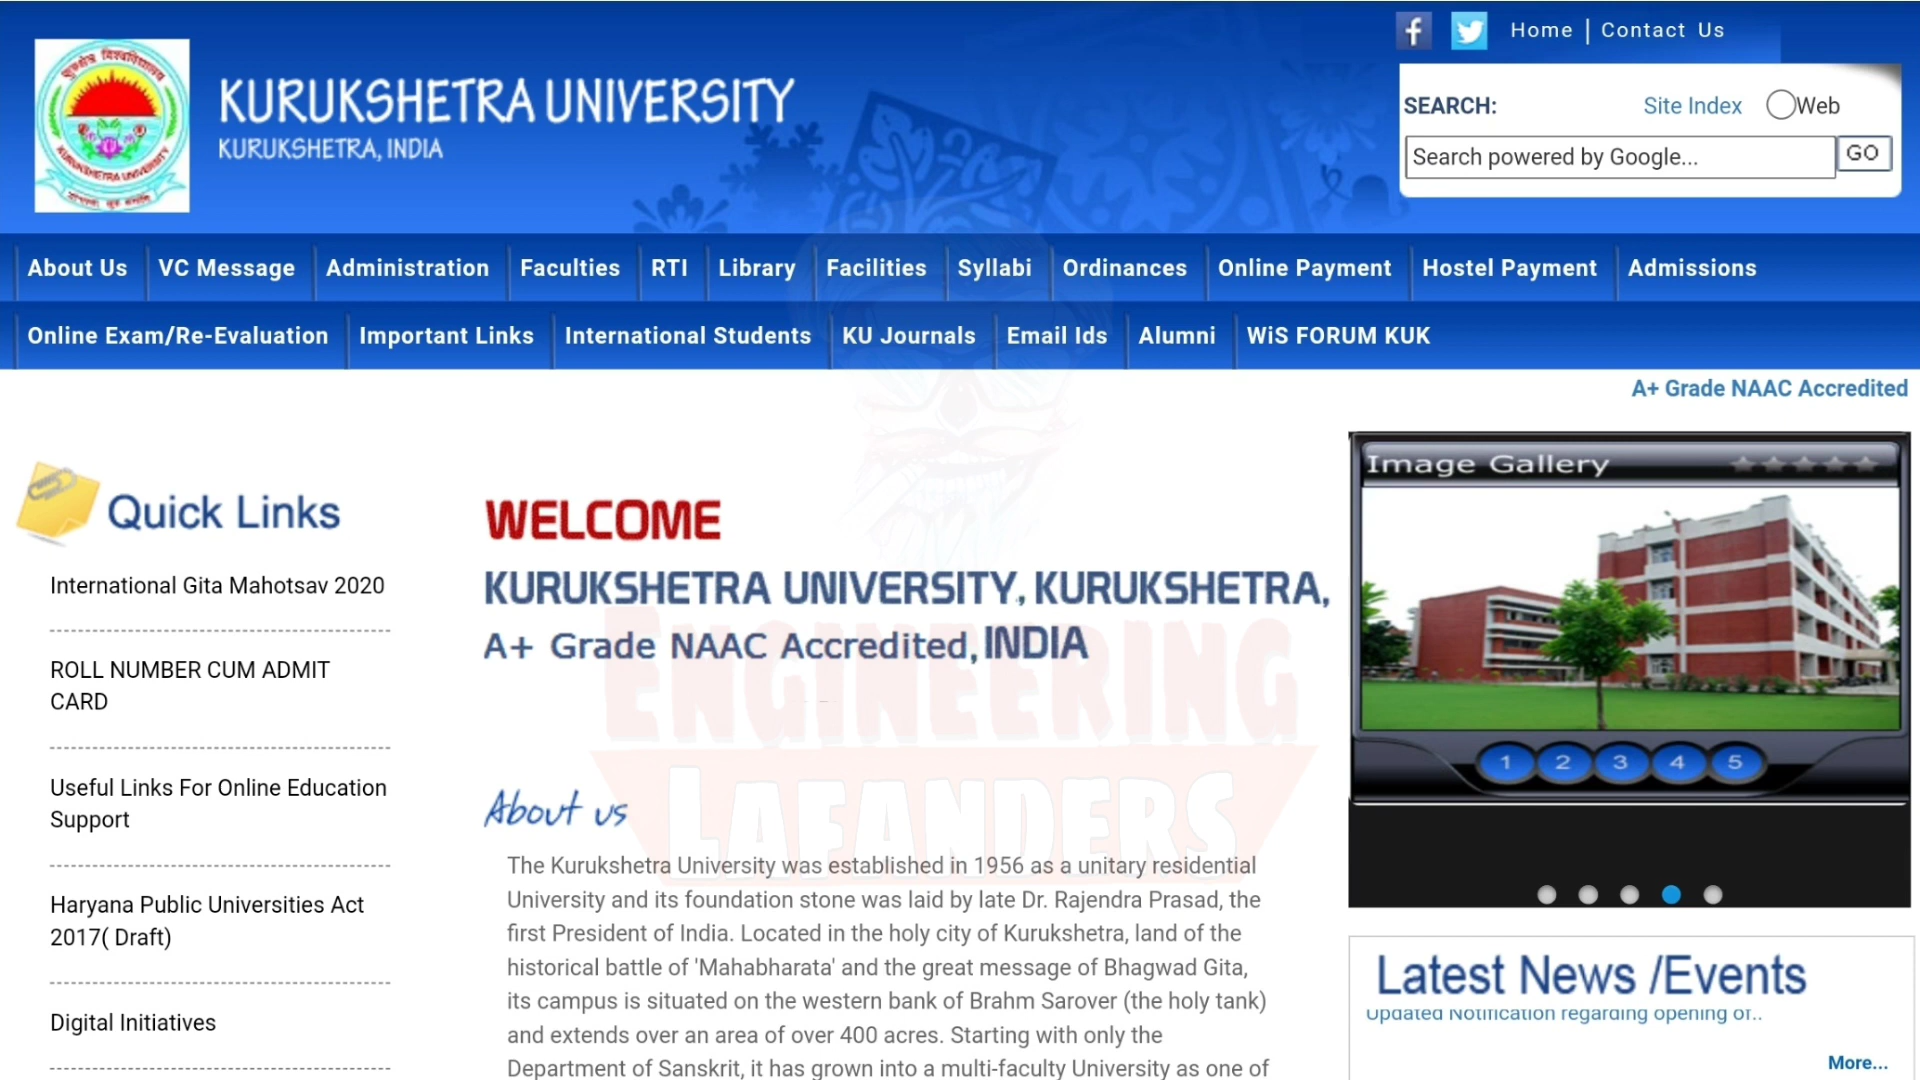 Home | Contact Us
कुरुक्षेत्र विश्वविद्यालय
KURUKSHETRA UNIVERSITY
KURUKSHETRA UNIVERSITY
KURUKSHETRA, INDIA
SEARCH: Site Index Web
Search powered by Google... GO
About Us VC Message Administration Faculties RTI Library Facilities Syllabi Ordinances Online Payment Hostel Payment Admissions
Online Exam/Re-Evaluation Important Links International Students KU Journals Email Ids Alumni WiS FORUM KUK
A+ Grade NAAC Accredited
Quick Links
International Gita Mahotsav 2020
ROLL NUMBER CUM ADMIT
CARD
Useful Links For Online Education
Support
Haryana Public Universities Act
2017( Draft)
Digital Initiatives
WELCOME
KURUKSHETRA UNIVERSITY, KURUKSHETRA,
A+ Grade NAAC Accredited, INDIA
ENGINEERING
LAFANDERS
About us
The Kurukshetra University was established in 1956 as a unitary residential
University and its foundation stone was laid by late Dr. Rajendra Prasad, the
first President of India. Located in the holy city of Kurukshetra, land of the
historical battle of 'Mahabharata' and the great message of Bhagwad Gita,
its campus is situated on the western bank of Brahm Sarover (the holy tank)
and extends over an area of over 400 acres. Starting with only the
Department of Sanskrit, it has grown into a multi-faculty University as one of
Image Gallery
1 2 3 4 5
Latest News /Events
Updated Notification regarding opening of..
More...